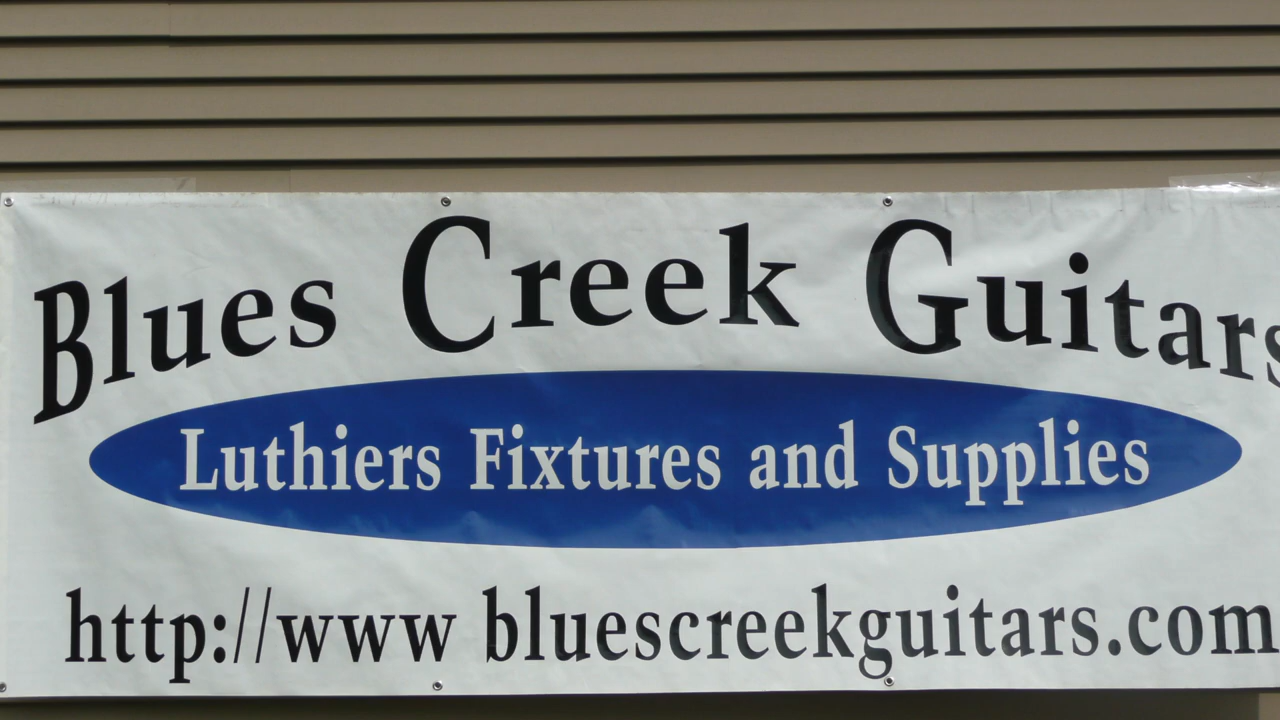 Blues Creek Guitars
Luthiers Fixtures and Supplies
http://www bluescreekguitars.com